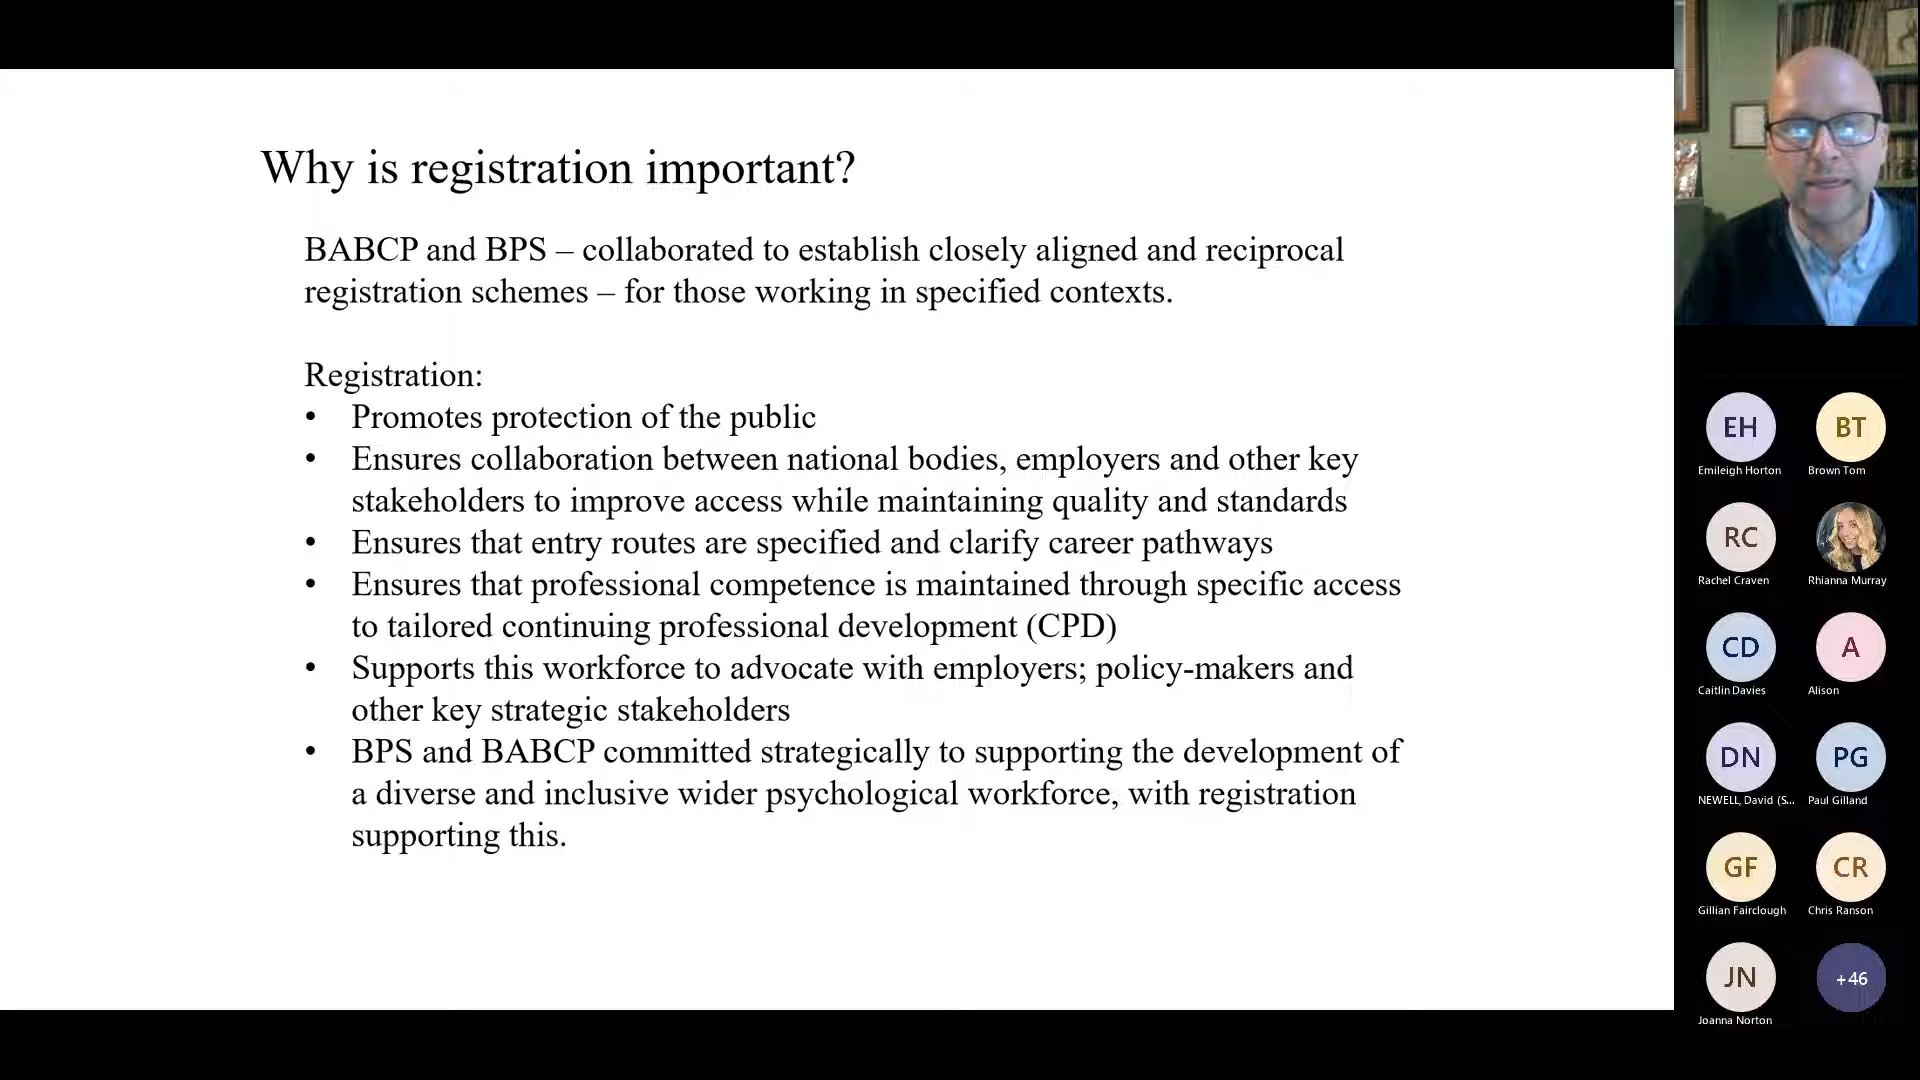 Why is registration important?
BABCP and BPS – collaborated to establish closely aligned and reciprocal
registration schemes – for those working in specified contexts.
Registration:
• Promotes protection of the public
• Ensures collaboration between national bodies, employers and other key
stakeholders to improve access while maintaining quality and standards
• Ensures that entry routes are specified and clarify career pathways
• Ensures that professional competence is maintained through specific access
to tailored continuing professional development (CPD)
• Supports this workforce to advocate with employers; policy-makers and
other key strategic stakeholders
• BPS and BABCP committed strategically to supporting the development of
a diverse and inclusive wider psychological workforce, with registration
supporting this.
EH BT
Emileigh Horton Brown Tom
RC
Rachel Craven Rhianna Murray
CD A
Caitlin Davies Alison
DN PG
NEWELL, David (S... Paul Gilland
GF CR
Gillian Fairclough Chris Ranson
JN +46
Joanna Norton